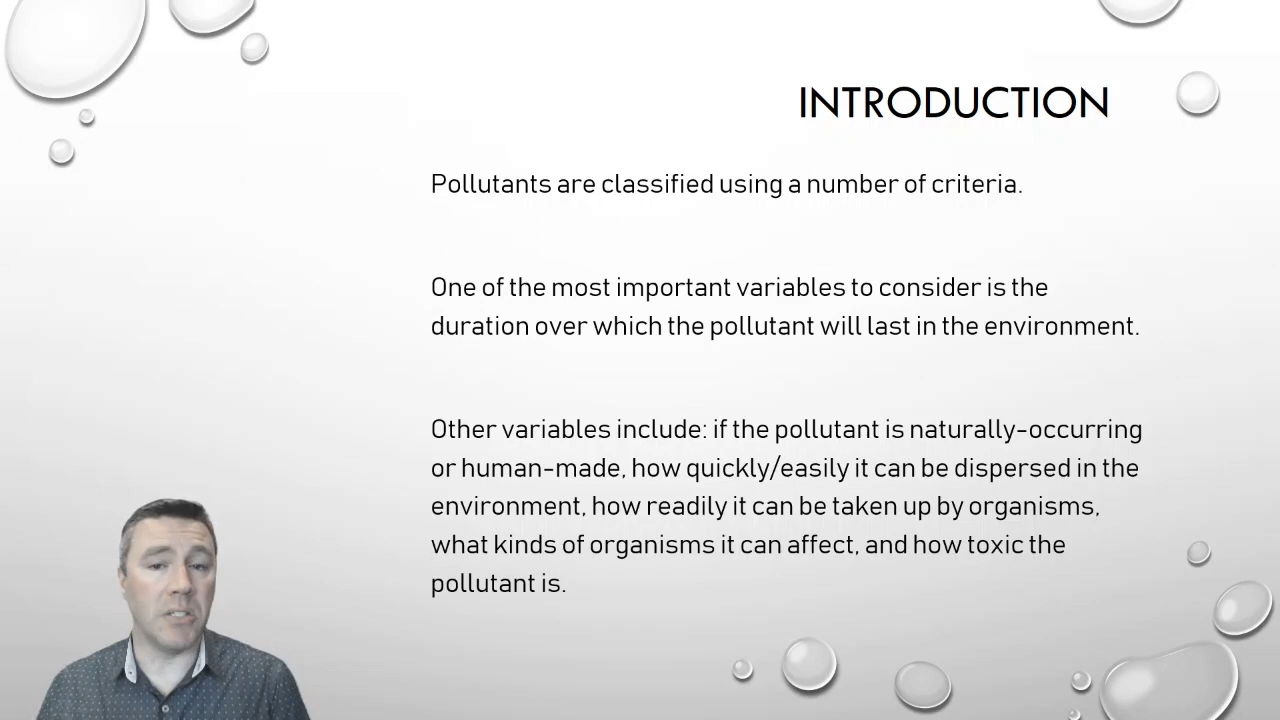 INTRODUCTION
Pollutants are classified using a number of criteria.
One of the most important variables to consider is the
duration over which the pollutant will last in the environment.
Other variables include: if the pollutant is naturally-occurring
or human-made, how quickly/easily it can be dispersed in the
environment, how readily it can be taken up by organisms,
what kinds of organisms it can affect, and how toxic the
pollutant is.